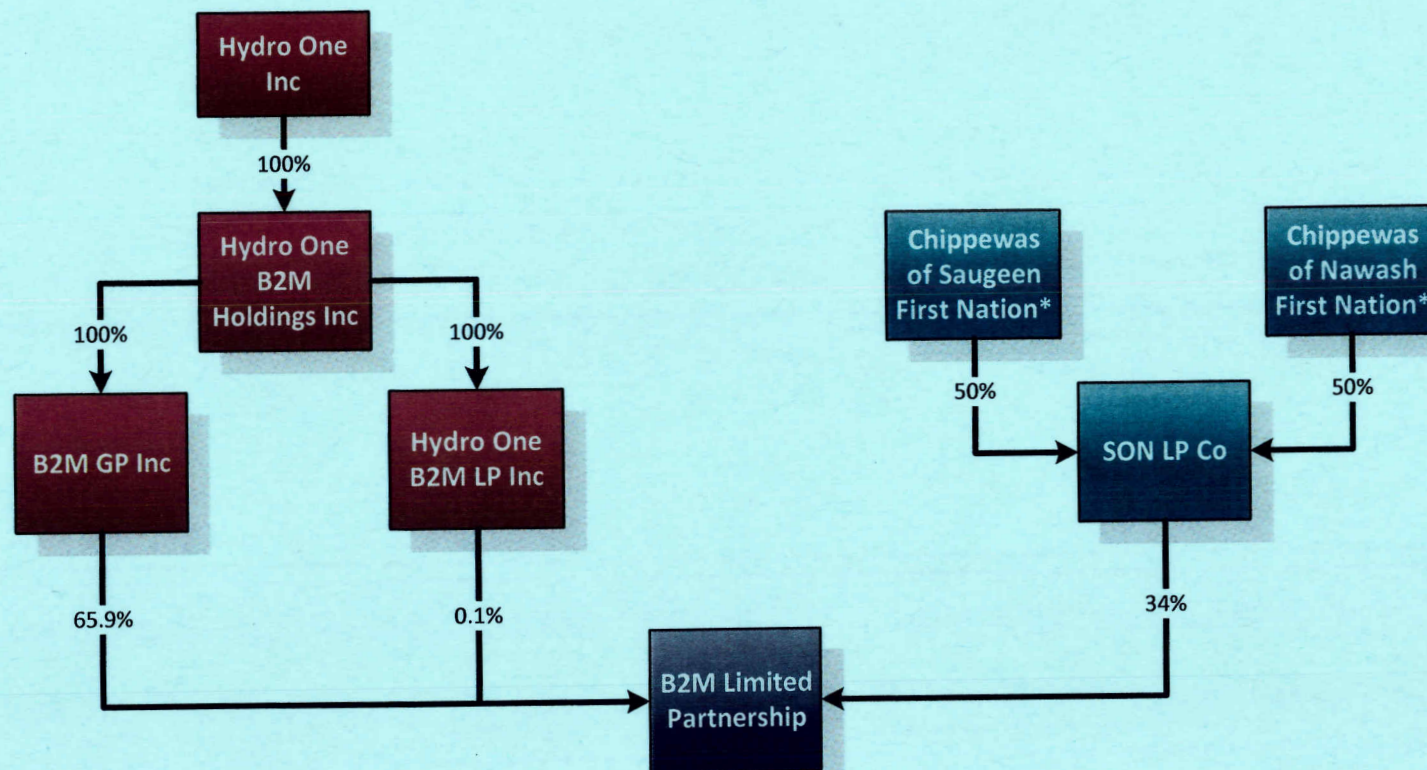 Hydro One
Inc
100%
Hydro One
B2M
Holdings Inc
Chippewas
of Saugeen
First Nation*
Chippewas
of Nawash
First Nation*
100%
100%
50%
50%
B2M GP Inc
Hydro One
B2M LP Inc
SON LP Co
65.9%
0.1%
34%
B2M Limited
Partnership